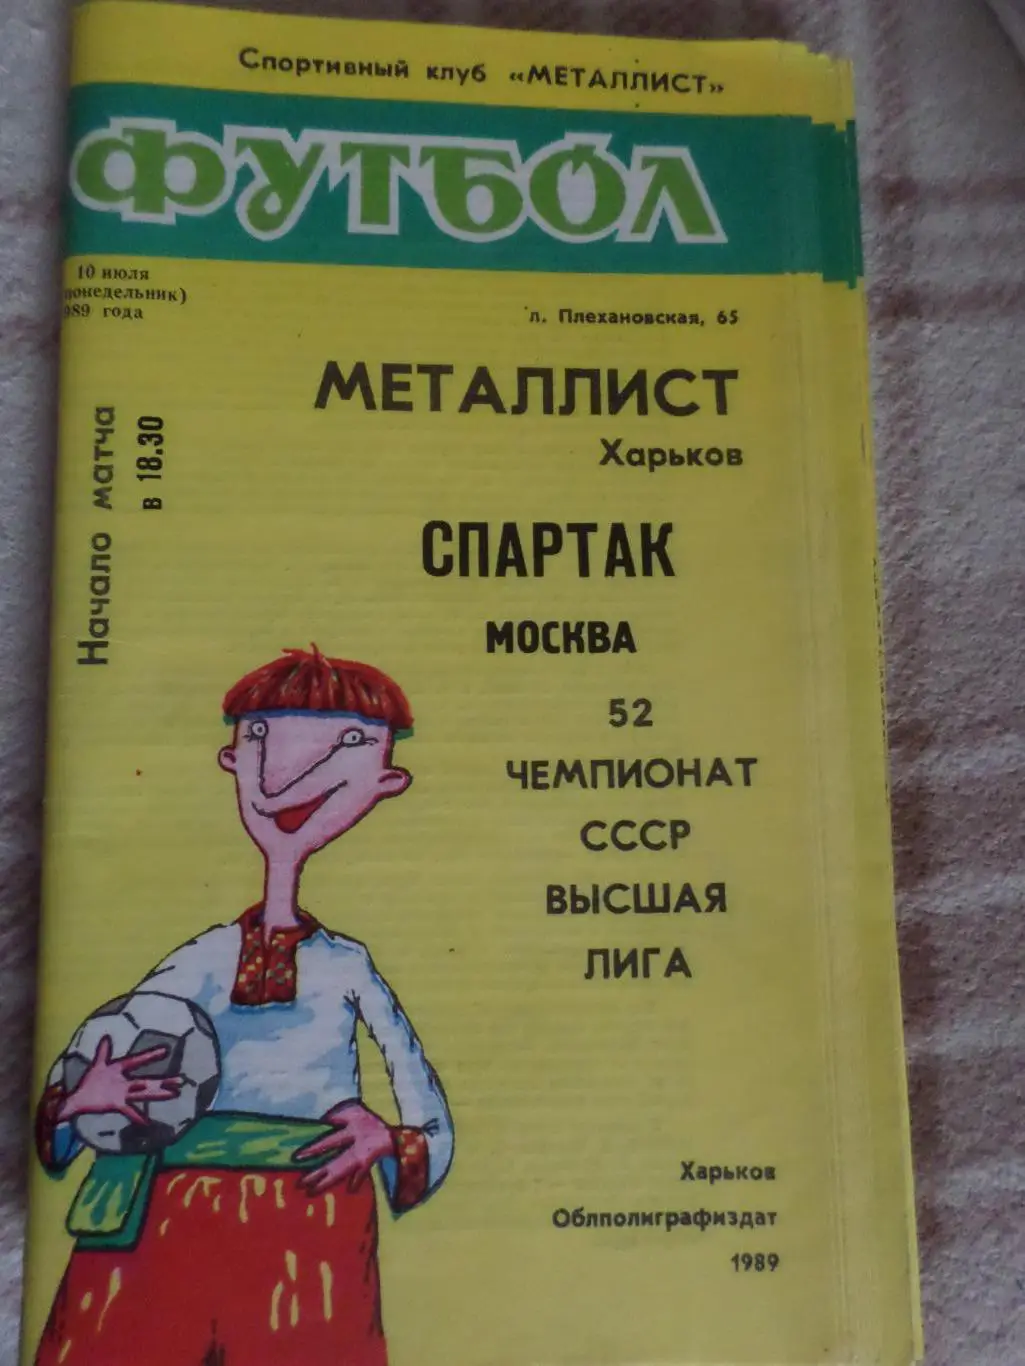 Спортивный клуб «МЕТАЛЛИСТ»
ФУТБОЛ
10 июля
понедельник)
989 года
л. Плехановская, 65
МЕТАЛЛИСТ
Харьков
Начало матча
в 18.30
СПАРТАК
МОСКВА
52
ЧЕМПИОНАТ
СССР
ВЫСШАЯ
ЛИГА
Харьков
Облполиграфиздат
1989